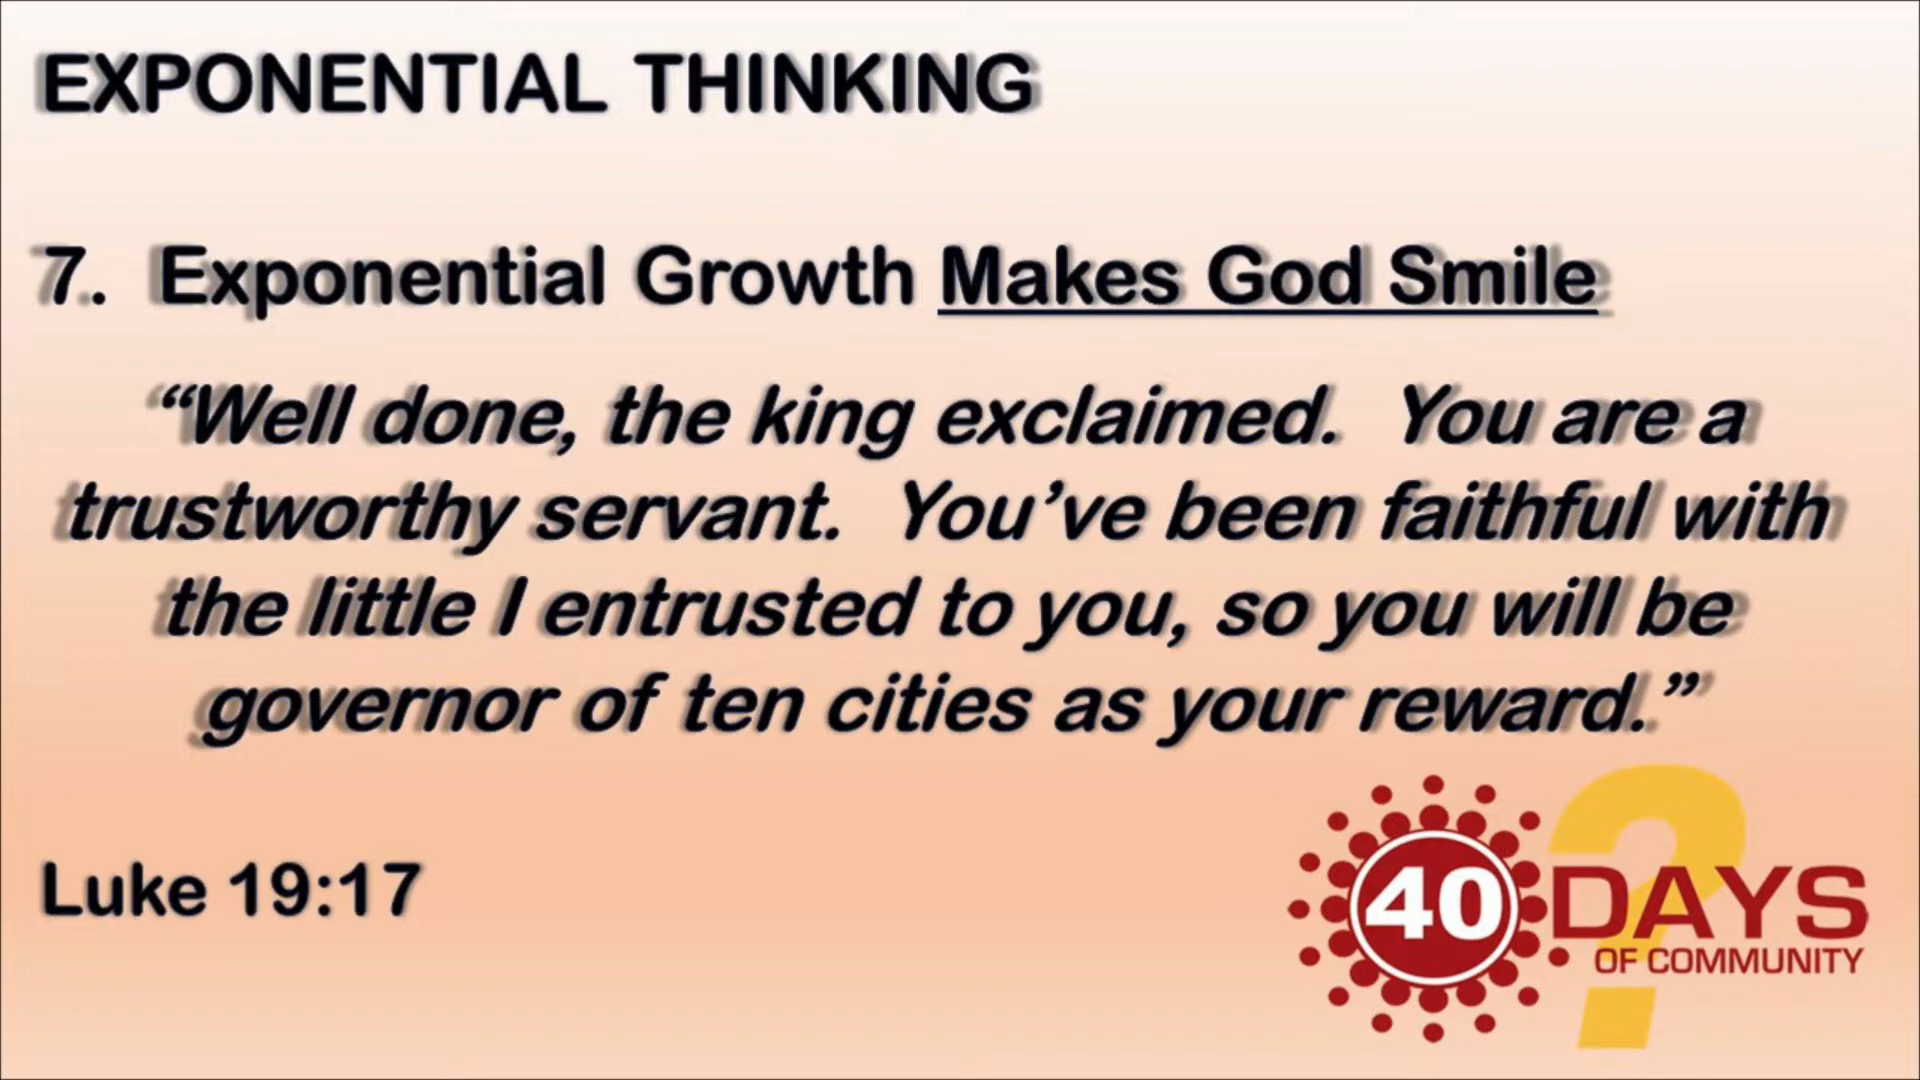 EXPONENTIAL THINKING
7. Exponential Growth Makes God Smile
“Well done, the king exclaimed. You are a
trustworthy servant. You’ve been faithful with
the little I entrusted to you, so you will be
governor of ten cities as your reward.”
Luke 19:17
?
40 DAYS
OF COMMUNITY